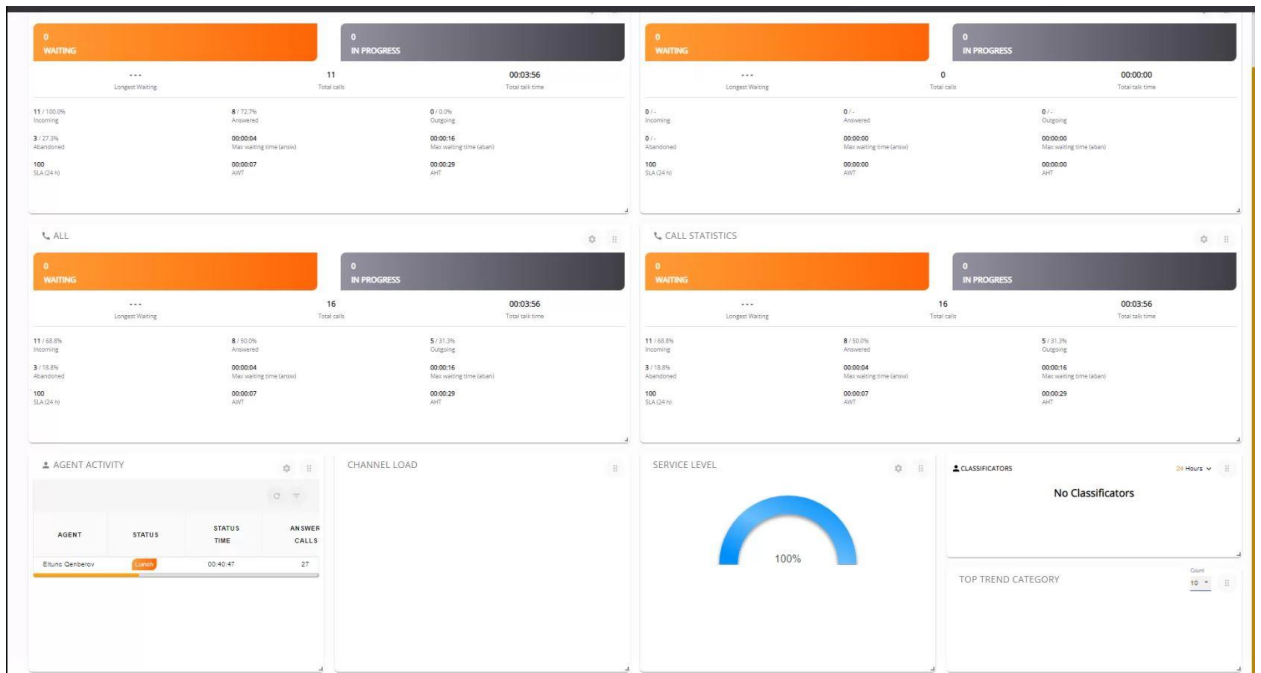 0
WAITING
0
IN PROGRESS
- - -
Longest Waiting
11
Total calls
00:03:56
Total talk time
11 / 100.0%
Incoming
8 / 72.7%
Answered
0 / 0.0%
Outgoing
3 / 27.3%
Abandoned
00:00:04
Max waiting time (answ)
00:00:16
Max waiting time (aban)
100
SLA (24 h)
00:00:07
AWT
00:00:29
AHT
0
WAITING
0
IN PROGRESS
- - -
Longest Waiting
0
Total calls
00:00:00
Total talk time
0 / -
Incoming
0 / -
Answered
0 / -
Outgoing
0 / -
Abandoned
00:00:00
Max waiting time (answ)
00:00:00
Max waiting time (aban)
100
SLA (24 h)
00:00:00
AWT
00:00:00
AHT
ALL
0
WAITING
0
IN PROGRESS
- - -
Longest Waiting
16
Total calls
00:03:56
Total talk time
11 / 68.8%
Incoming
8 / 50.0%
Answered
5 / 31.3%
Outgoing
3 / 18.8%
Abandoned
00:00:04
Max waiting time (answ)
00:00:16
Max waiting time (aban)
100
SLA (24 h)
00:00:07
AWT
00:00:29
AHT
CALL STATISTICS
0
WAITING
0
IN PROGRESS
- - -
Longest Waiting
16
Total calls
00:03:56
Total talk time
11 / 68.8%
Incoming
8 / 50.0%
Answered
5 / 31.3%
Outgoing
3 / 18.8%
Abandoned
00:00:04
Max waiting time (answ)
00:00:16
Max waiting time (aban)
100
SLA (24 h)
00:00:07
AWT
00:00:29
AHT
AGENT ACTIVITY
AGENT
STATUS
STATUS
TIME
ANSWER
CALLS
Eltuns Qenberov
Lunch
00:40:47
27
CHANNEL LOAD
SERVICE LEVEL
100%
CLASSIFICATORS
24 Hours
No Classificators
TOP TREND CATEGORY
Count
10